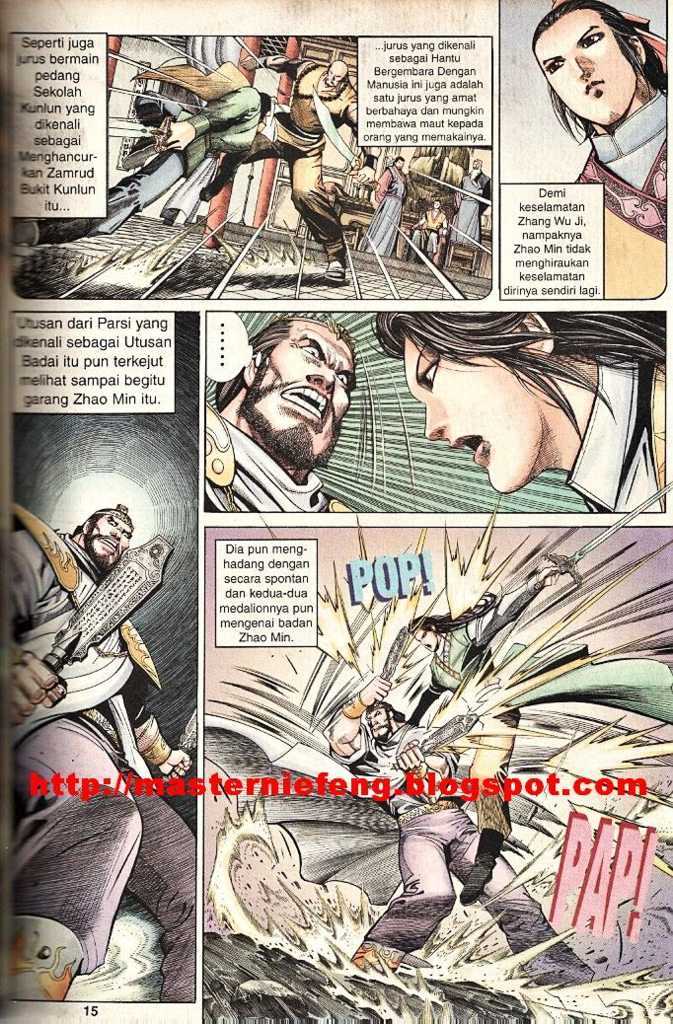 Seperti juga
jurus bermain
pedang
Sekolah
Kunlun yang
dikenali
sebagai
Menghancur-
kan Zamrud
Bukit Kunlun
itu...
...jurus yang dikenali
sebagai Hantu
Bergembara Dengan
Manusia ini juga adalah
satu jurus yang amat
berbahaya dan mungkin
membawa maut kepada
orang yang memakainya.
Demi
keselamatan
Zhang Wu Ji,
nampaknya
Zhao Min tidak
menghiraukan
keselamatan
dirinya sendiri lagi.
Utusan dari Parsi yang
dikenali sebagai Utusan
Badai itu pun terkejut
melihat sampai begitu
garang Zhao Min itu.
......
Dia pun meng-
hadang dengan
secara spontan
dan kedua-dua
medalionnya pun
mengenai badan
Zhao Min.
POP!
http://masterniefeng.blogspot.com
PAP!
15